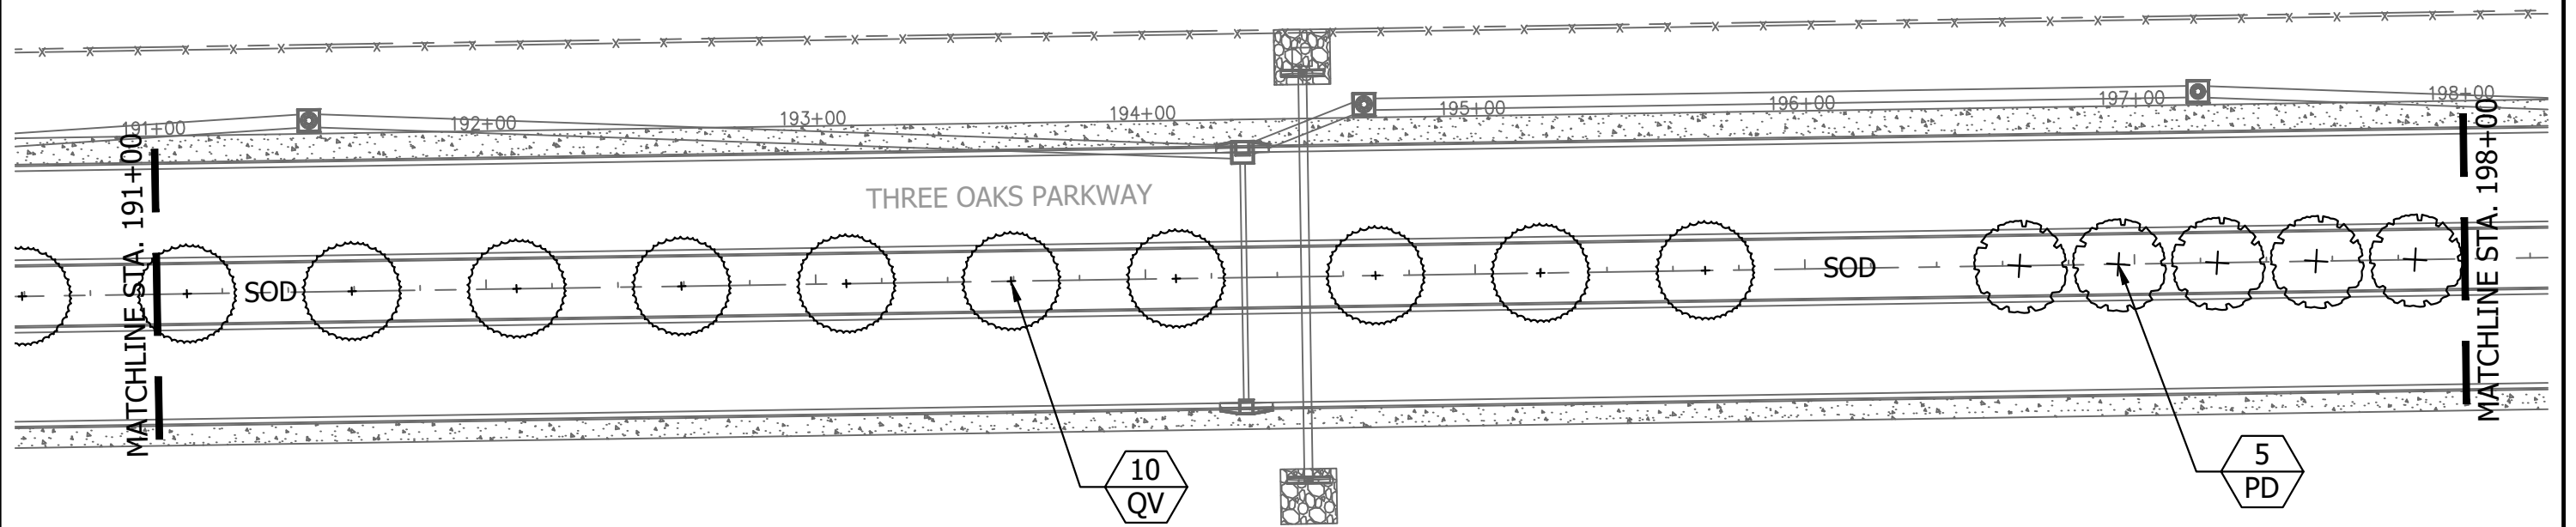 191+00
192+00
193+00
194+00
195+00
196+00
197+00
198+00
MATCHLINE STA. 191+00
THREE OAKS PARKWAY
MATCHLINE STA. 198+00
SOD
SOD
10
QV
5
PD